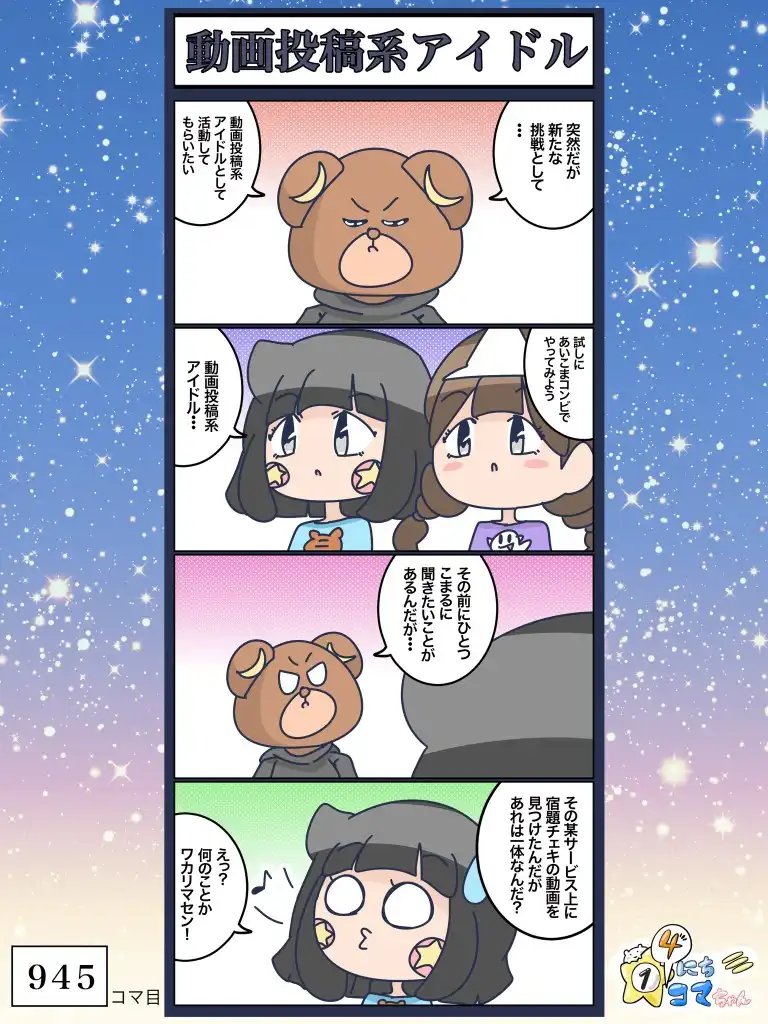 動画投稿系アイドル
突然だが
新たな
挑戦として
…
動画投稿系
アイドルとして
活動して
もらいたい
試しに
あいこまコンビで
やってみよう
動画投稿系
アイドル…
その前にひとつ
こまるに
聞きたいことが
あるんだが…
その某サービス上に
宿題チェキの動画を
見つけたんだが
あれは一体なんだ？
えっ？
何のことか
ワカリマセン！
945
コマ目
1
にち
4
コマちゃん